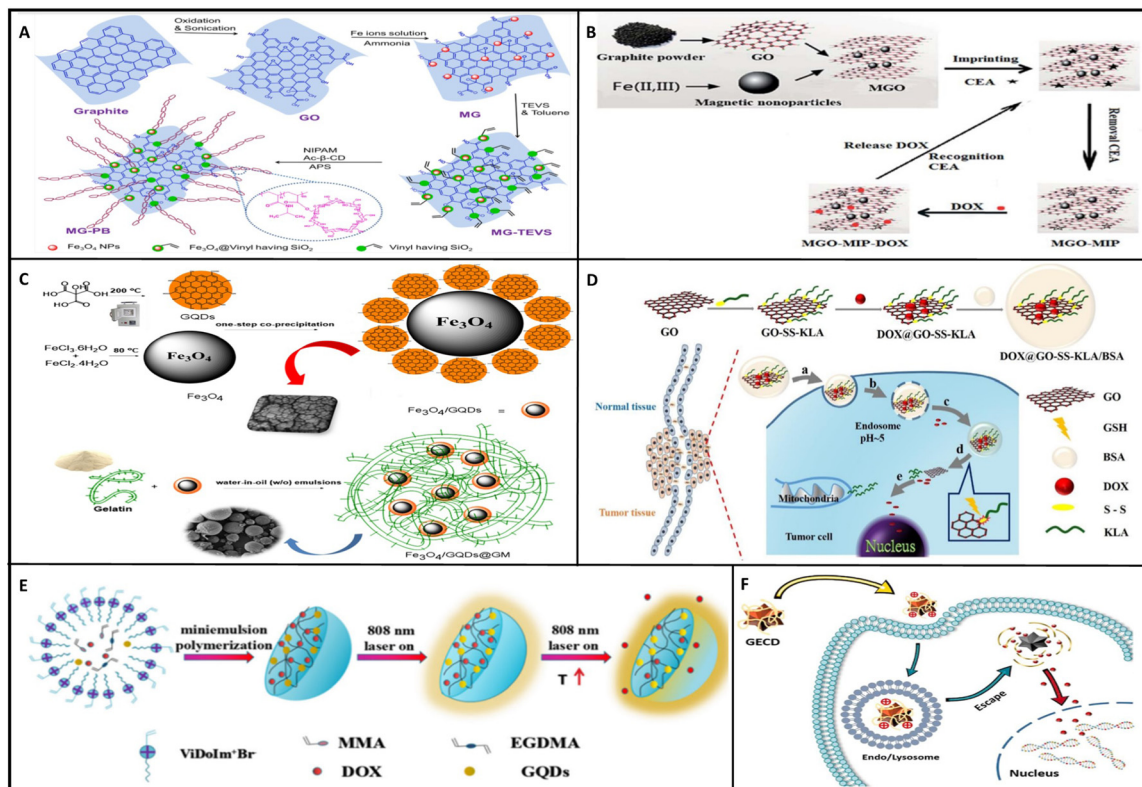 A
Oxidation
& Sonication
Fe ions solution
Ammonia
Graphite
GO
MG
TEVS
& Toluene
NIPAM
Ac-β-CD
APS
MG-PB
MG-TEVS
Fe₃O₄ NPs
Fe₃O₄@Vinyl having SiO₂
Vinyl having SiO₂
B
Graphite powder
GO
Fe(II,III)
Magnetic nonoparticles
MGO
Imprinting
CEA
Removal CEA
Release DOX
Recognition
CEA
DOX
MGO-MIP-DOX
MGO-MIP
C
200 °C
GQDs
one-step co-precipitation
Fe₃O₄
FeCl₃.6H₂O
+
FeCl₂.4H₂O
80 °C
Fe₃O₄
Fe₃O₄
Fe₃O₄/GQDs =
Gelatin
+
water-in-oil (w/o) emulsions
Fe₃O₄/GQDs@GM
D
GO
GO-SS-KLA
DOX@GO-SS-KLA
DOX@GO-SS-KLA/BSA
a
b
c
d
e
Normal tissue
Tumor tissue
Endosome
pH~5
Mitochondria
Tumor cell
Nucleus
GO
GSH
BSA
DOX
S - S
KLA
E
miniemulsion
polymerization
808 nm
laser on
808 nm
laser on
T ↑
ViDoIm⁺Br⁻
MMA
EGDMA
DOX
GQDs
F
GECD
Escape
Endo/Lysosome
Nucleus